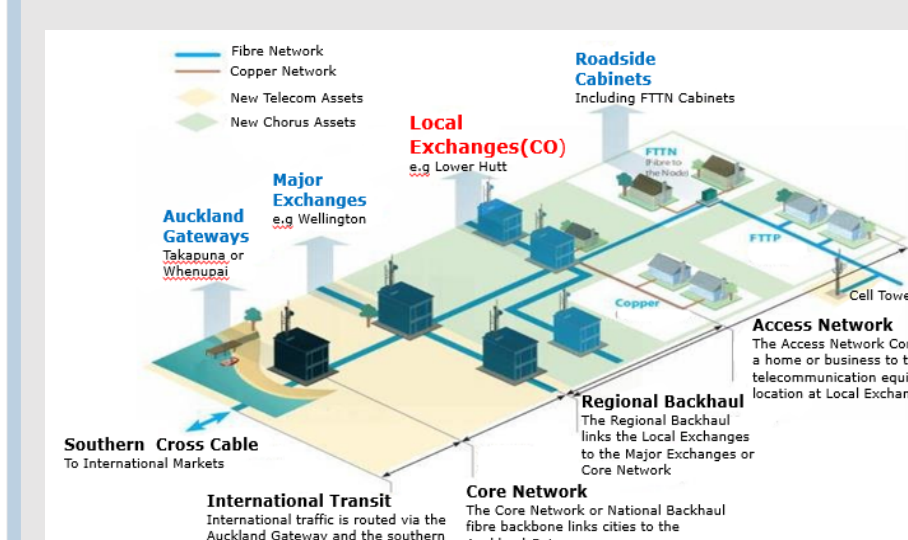 Fibre Network
Copper Network
New Telecom Assets
New Chorus Assets
Roadside
Cabinets
Including FTTN Cabinets
Local
Exchanges(CO)
e.g Lower Hutt
Major
Exchanges
e.g Wellington
Auckland
Gateways
Takapuna or
Whenupai
FTTN
(Fibre to
the Node)
FTTP
Copper
Cell Towe
Access Network
The Access Network Co
a home or business to t
telecommunication equi
location at Local Exchan
Regional Backhaul
The Regional Backhaul
links the Local Exchanges
to the Major Exchanges or
Core Network
Southern Cross Cable
To International Markets
International Transit
International traffic is routed via the
Auckland Gateway and the southern
Core Network
The Core Network or National Backhaul
fibre backbone links cities to the